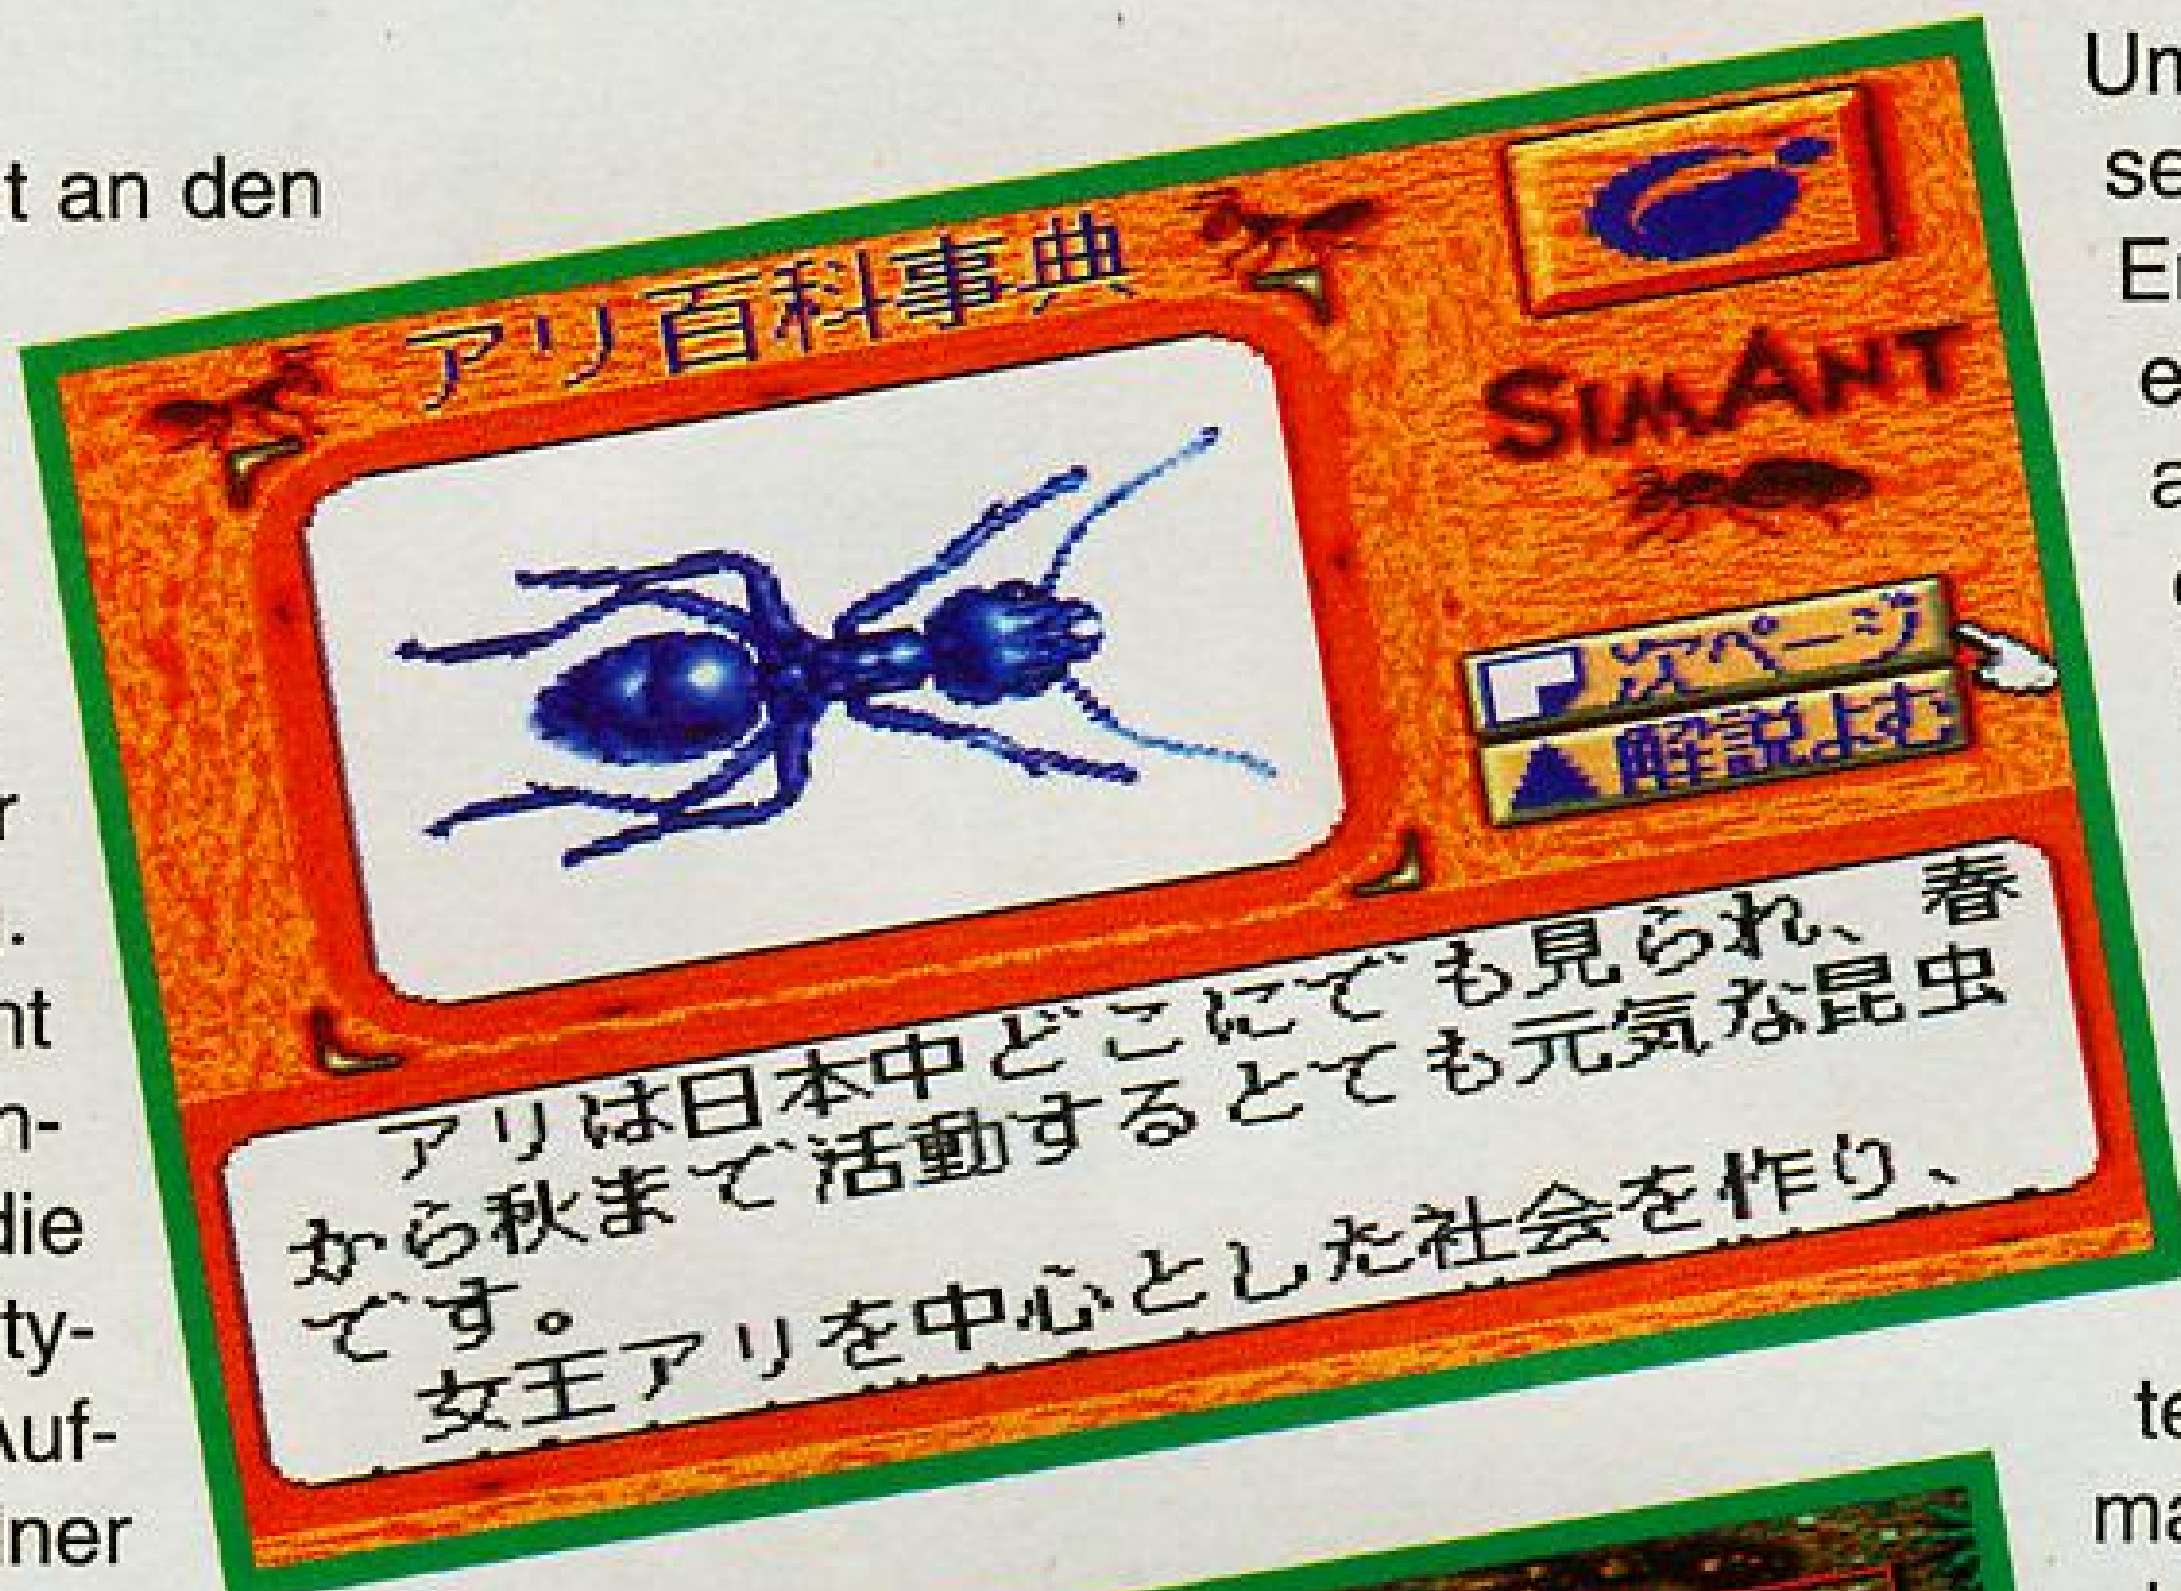 t an den
r
.
nt
n-
die
ty-
Auf-
iner
アリ百科事典
SIMANT
次ページ
解説よむ
アリは日本中どこにでも見られ、春
から秋まで活動するとても元気な昆虫
です。
女王アリを中心とした社会を作り、
Un
se
e
a
te
ma